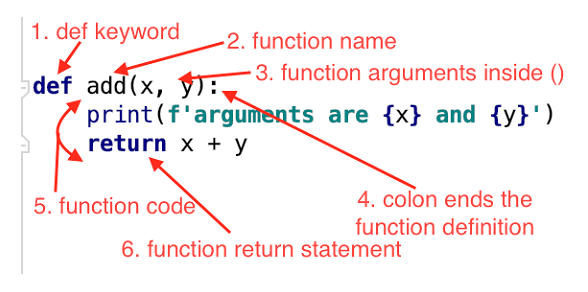 1. def keyword
2. function name
3. function arguments inside ()
def add(x, y):
print(f'arguments are {x} and {y}')
return x + y
5. function code
4. colon ends the
function definition
6. function return statement